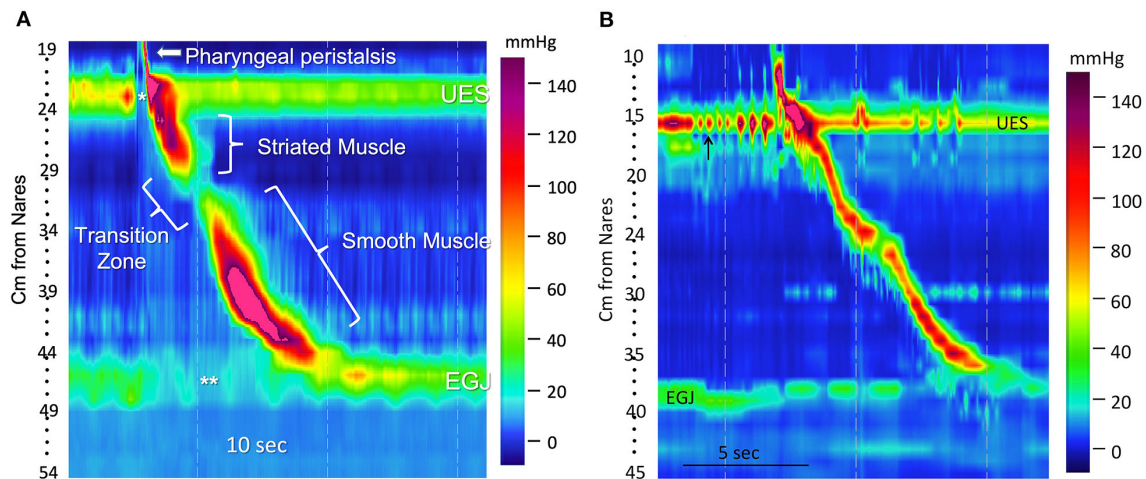 A
mmHg
19
24
29
34
39
44
49
54
Cm from Nares
Pharyngeal peristalsis
*
UES
Striated Muscle
Transition
Zone
Smooth Muscle
**
EGJ
10 sec
140
120
100
80
60
40
20
0
B
mmHg
10
15
20
24
30
35
40
45
Cm from Nares
UES
EGJ
5 sec
140
120
100
80
60
40
20
0